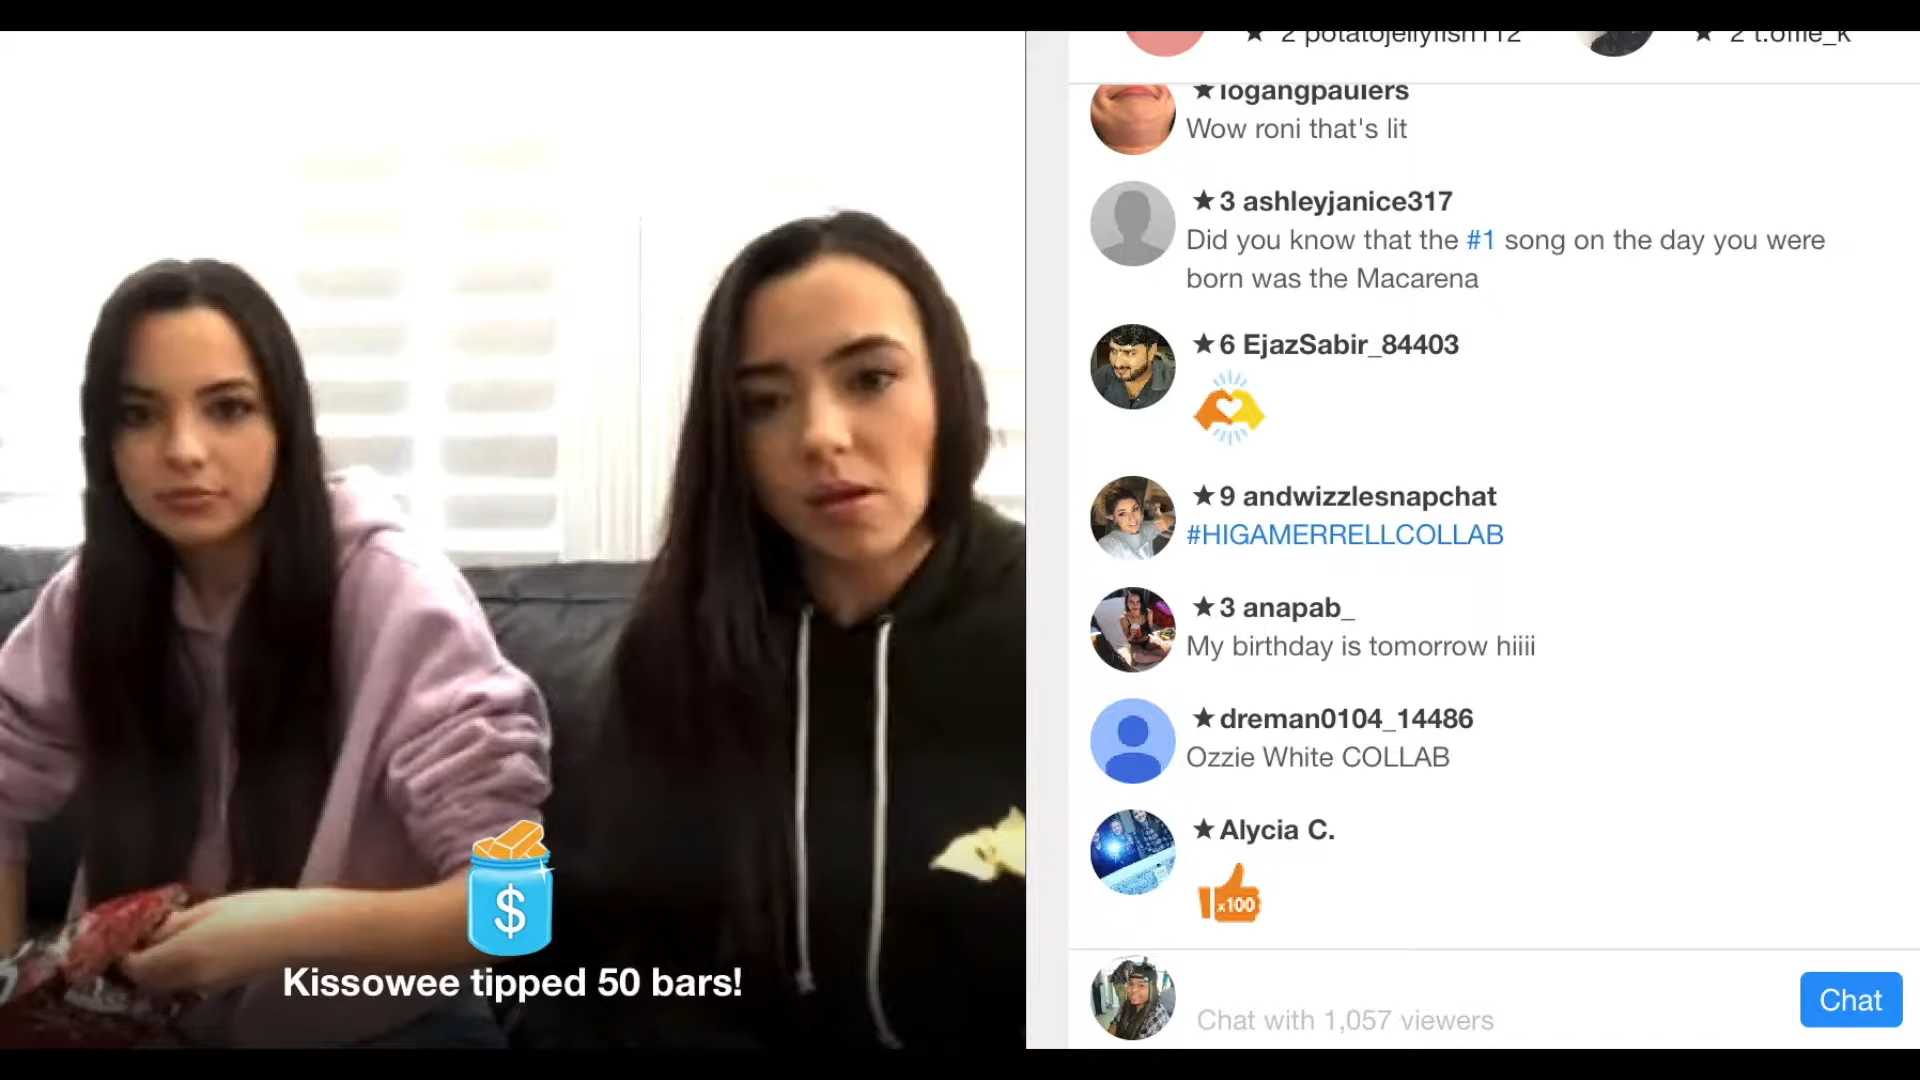 ★ 2 potatojellyfish112
★ 2 t.offie_k
★ logangpaulers
Wow roni that's lit
★3 ashleyjanice317
Did you know that the #1 song on the day you were
born was the Macarena
★6 EjazSabir_84403
★9 andwizzlesnapchat
#HIGAMERRELLCOLLAB
★3 anapab_
My birthday is tomorrow hiiii
★dreman0104_14486
Ozzie White COLLAB
★Alycia C.
x100
$
Kissowee tipped 50 bars!
Chat with 1,057 viewers
Chat